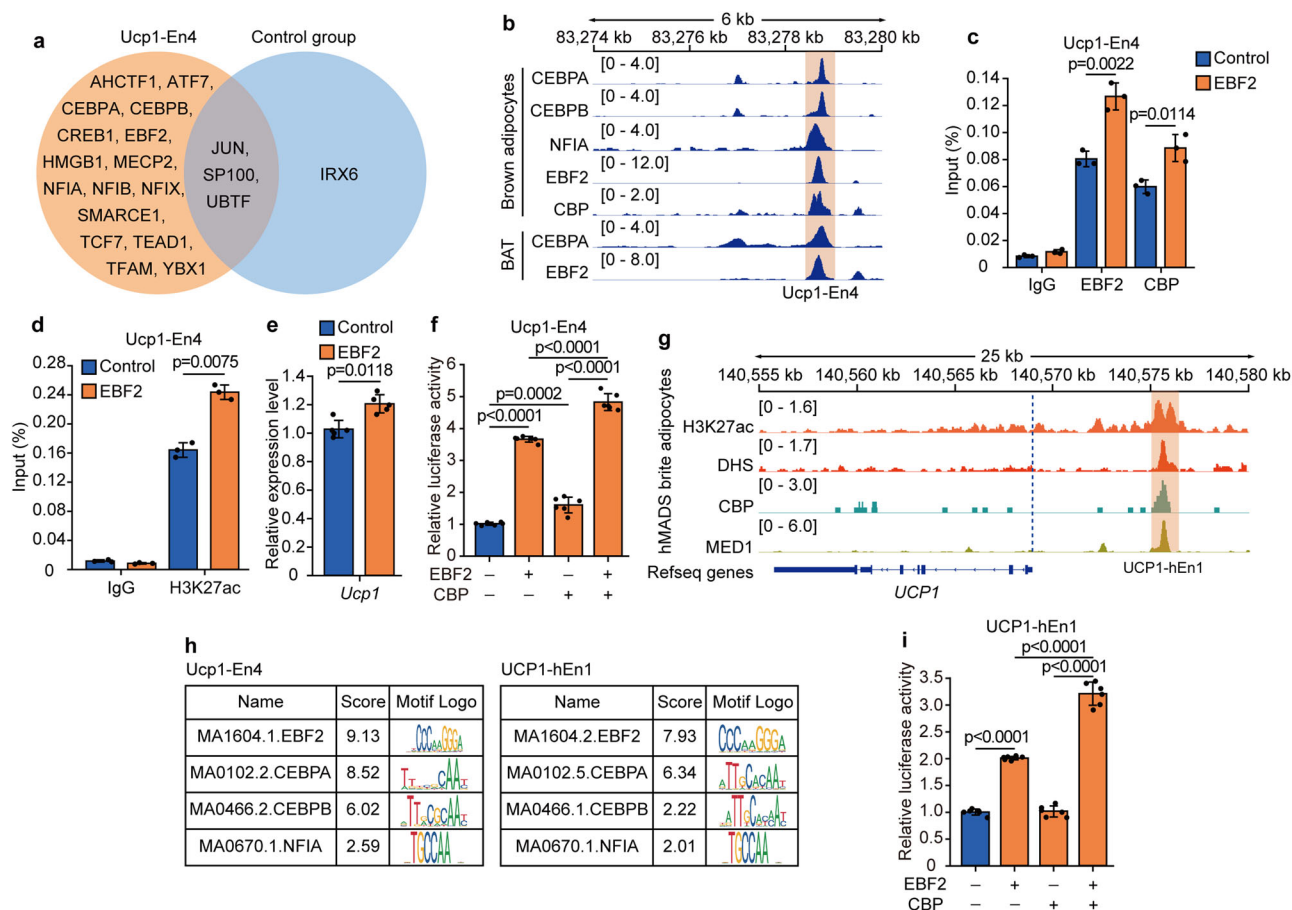 a
Ucp1-En4
Control group
AHCTF1, ATF7,
CEBPA, CEBPB,
CREB1, EBF2,
HMGB1, MECP2,
NFIA, NFIB, NFIX,
SMARCE1,
TCF7, TEAD1,
TFAM, YBX1
JUN,
SP100,
UBTF
IRX6
b
6 kb
83,274 kb
83,276 kb
83,278 kb
83,280 kb
Brown adipocytes
CEBPA
[0 - 4.0]
CEBPB
[0 - 4.0]
NFIA
[0 - 4.0]
EBF2
[0 - 12.0]
CBP
[0 - 2.0]
BAT
CEBPA
[0 - 4.0]
EBF2
[0 - 8.0]
Ucp1-En4
c
Ucp1-En4
Control
EBF2
p=0.0022
p=0.0114
Input (%)
0.14
0.12
0.10
0.08
0.06
0.04
0.02
0
IgG
EBF2
CBP
d
Ucp1-En4
Control
EBF2
p=0.0075
Input (%)
0.28
0.24
0.20
0.16
0.12
0.08
0.04
0
IgG
H3K27ac
e
Control
EBF2
p=0.0118
Relative expression level
1.4
1.2
1.0
0.8
0.6
0.4
0.2
0
Ucp1
f
Ucp1-En4
p<0.0001
p<0.0001
p=0.0002
p<0.0001
Relative luciferase activity
6
5
4
3
2
1
0
EBF2 − + − +
CBP − − + +
g
25 kb
140,555 kb
140,560 kb
140,565 kb
140,570 kb
140,575 kb
140,580 kb
hMADS brite adipocytes
H3K27ac
[0 - 1.6]
DHS
[0 - 1.7]
CBP
[0 - 3.0]
MED1
[0 - 6.0]
Refseq genes
UCP1
UCP1-hEn1
h
Ucp1-En4
Name Score Motif Logo
MA1604.1.EBF2 9.13
MA0102.2.CEBPA 8.52
MA0466.2.CEBPB 6.02
MA0670.1.NFIA 2.59
UCP1-hEn1
Name Score Motif Logo
MA1604.2.EBF2 7.93
MA0102.5.CEBPA 6.34
MA0466.1.CEBPB 2.22
MA0670.1.NFIA 2.01
i
UCP1-hEn1
p<0.0001
p<0.0001
p<0.0001
Relative luciferase activity
3.5
3.0
2.5
2.0
1.5
1.0
0.5
0
EBF2 − + − +
CBP − − + +